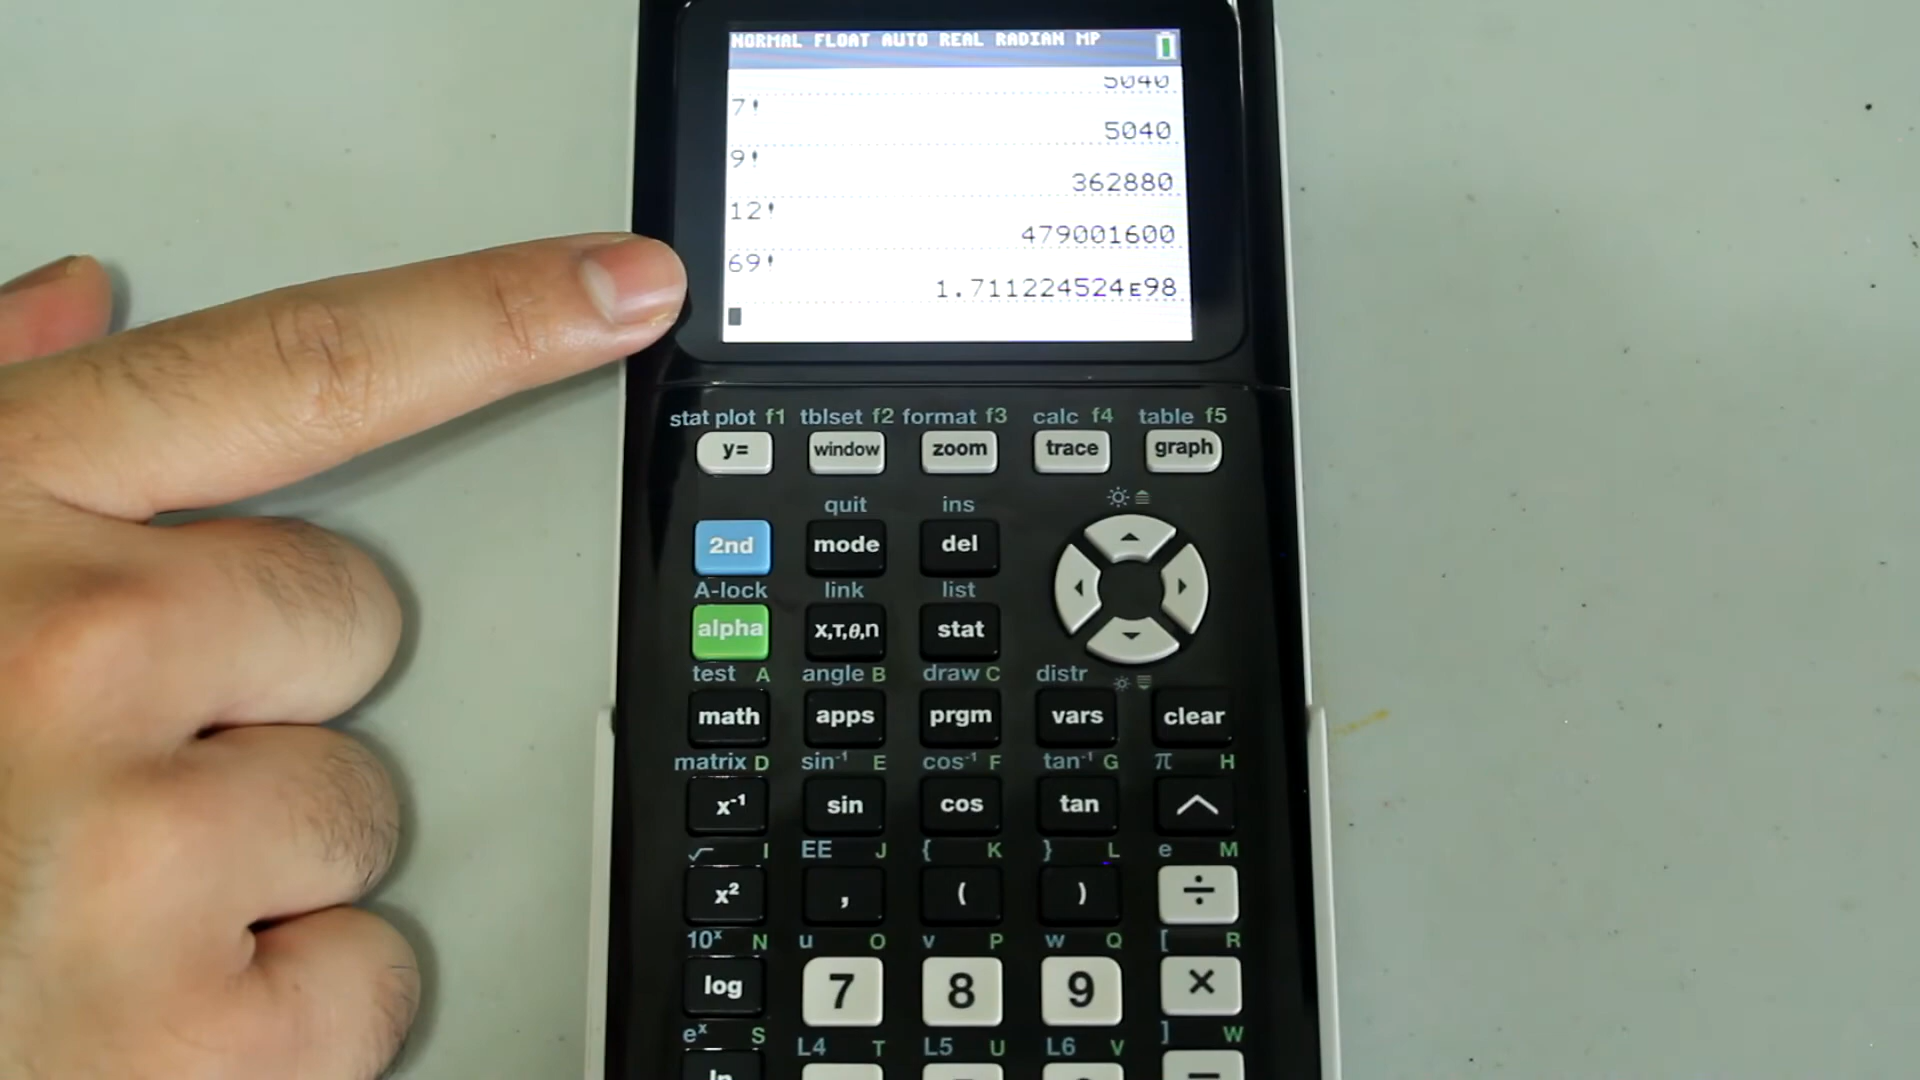 NORMAL FLOAT AUTO REAL RADIAN MP
5040
7!
5040
9!
362880
12!
479001600
69!
1.711224524E98
stat plot f1 tblset f2 format f3 calc f4 table f5
y= window zoom trace graph
quit ins
2nd mode del
A-lock link list
alpha X,T,θ,n stat
test A angle B draw C distr
math apps prgm vars clear
matrix D sin⁻¹ E cos⁻¹ F tan⁻¹ G π H
x⁻¹ sin cos tan ^
√ I EE J { K } L e M
x² , ( ) ÷
10ˣ N u O v P w Q [ R
log 7 8 9 ×
eˣ S L4 T L5 U L6 V ] W
ln −